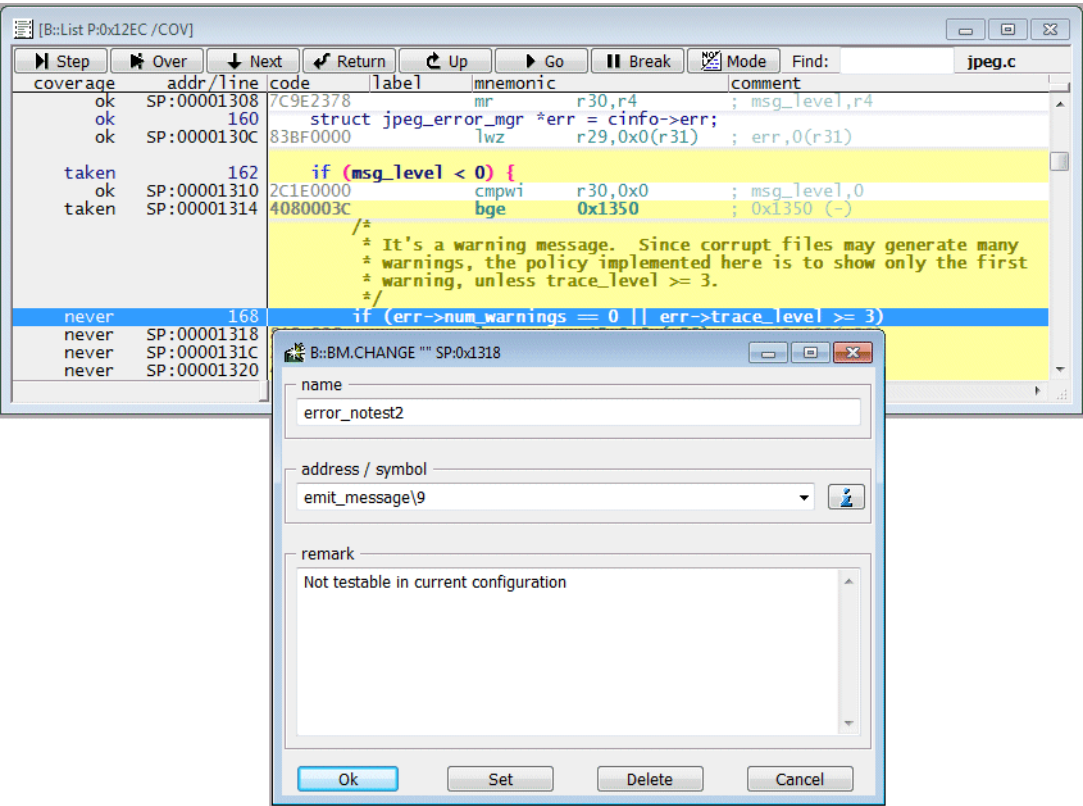 [B::List P:0x12EC /COV]
Step Over Next Return Up Go Break Mode Find: jpeg.c
coverage addr/line code label mnemonic comment
ok SP:00001308 7C9E2378 mr r30,r4 ; msg_level,r4
ok 160 struct jpeg_error_mgr *err = cinfo->err;
ok SP:0000130C 83BF0000 lwz r29,0x0(r31) ; err,0(r31)
taken 162 if (msg_level < 0) {
ok SP:00001310 2C1E0000 cmpwi r30,0x0 ; msg_level,0
taken SP:00001314 4080003C bge 0x1350 ; 0x1350 (-)
/*
* It's a warning message. Since corrupt files may generate many
* warnings, the policy implemented here is to show only the first
* warning, unless trace_level >= 3.
*/
never 168 if (err->num_warnings == 0 || err->trace_level >= 3)
never SP:00001318
never SP:0000131C
never SP:00001320
B::BM.CHANGE "" SP:0x1318
name
error_notest2
address / symbol
emit_message\9
remark
Not testable in current configuration
Ok Set Delete Cancel